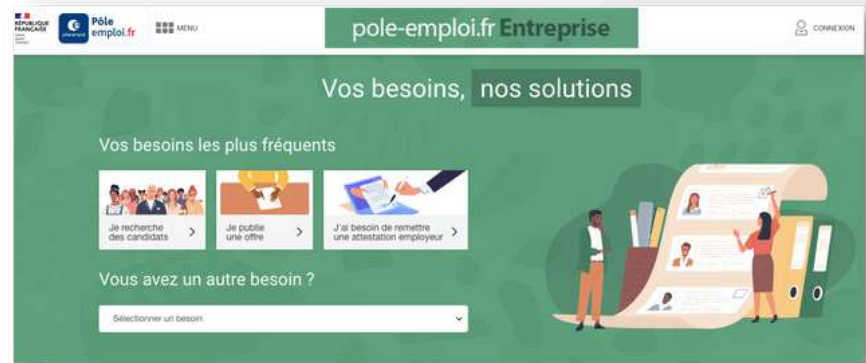 RÉPUBLIQUE
FRANÇAISE
Pôle
emploi.fr
MENU
pole-emploi.fr Entreprise
CONNEXION
Vos besoins, nos solutions
Vos besoins les plus fréquents
Je recherche
des candidats
Je publie
une offre
J'ai besoin de remettre
une attestation employeur
Vous avez un autre besoin ?
Sélectionner un besoin